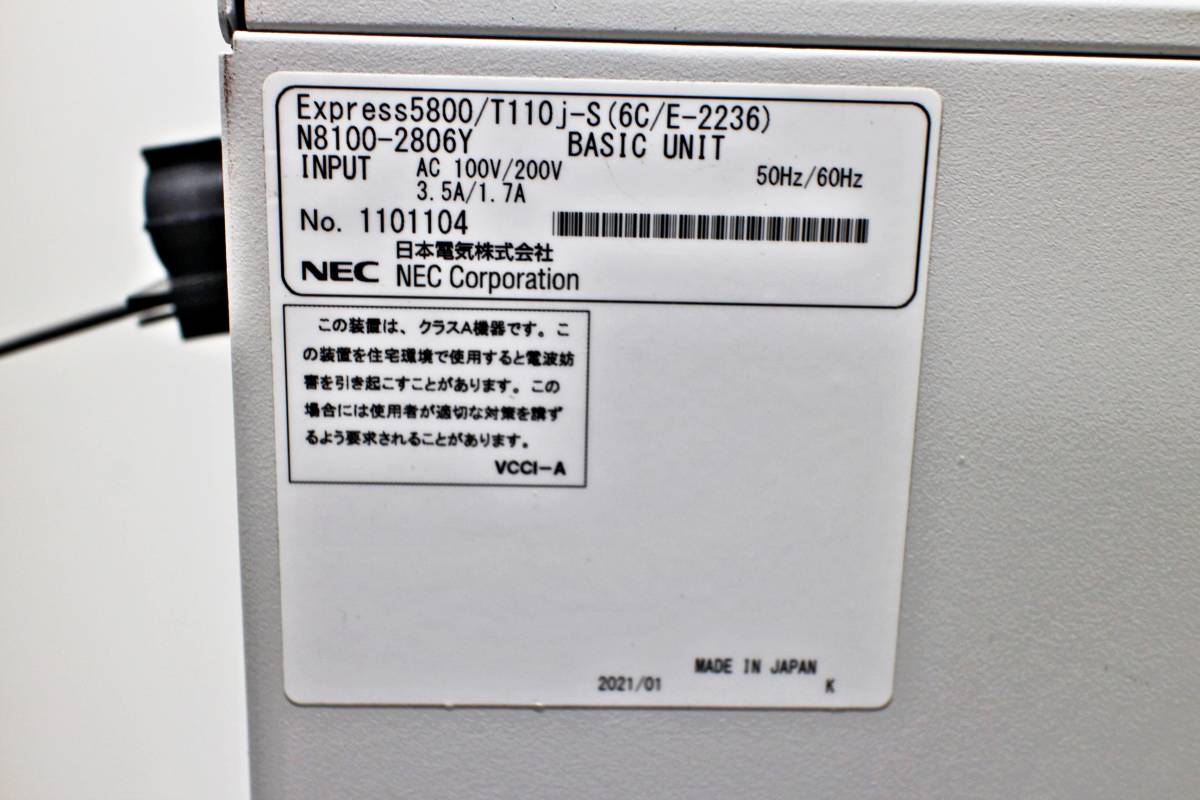 Express5800/T110j-S(6C/E-2236)
N8100-2806Y BASIC UNIT
INPUT AC 100V/200V 50Hz/60Hz
3.5A/1.7A
No. 1101104
日本電気株式会社
NEC NEC Corporation
この装置は、クラスA機器です。こ
の装置を住宅環境で使用すると電波妨
害を引き起こすことがあります。この
場合には使用者が適切な対策を講ず
るよう要求されることがあります。
VCCI-A
MADE IN JAPAN
2021/01 K